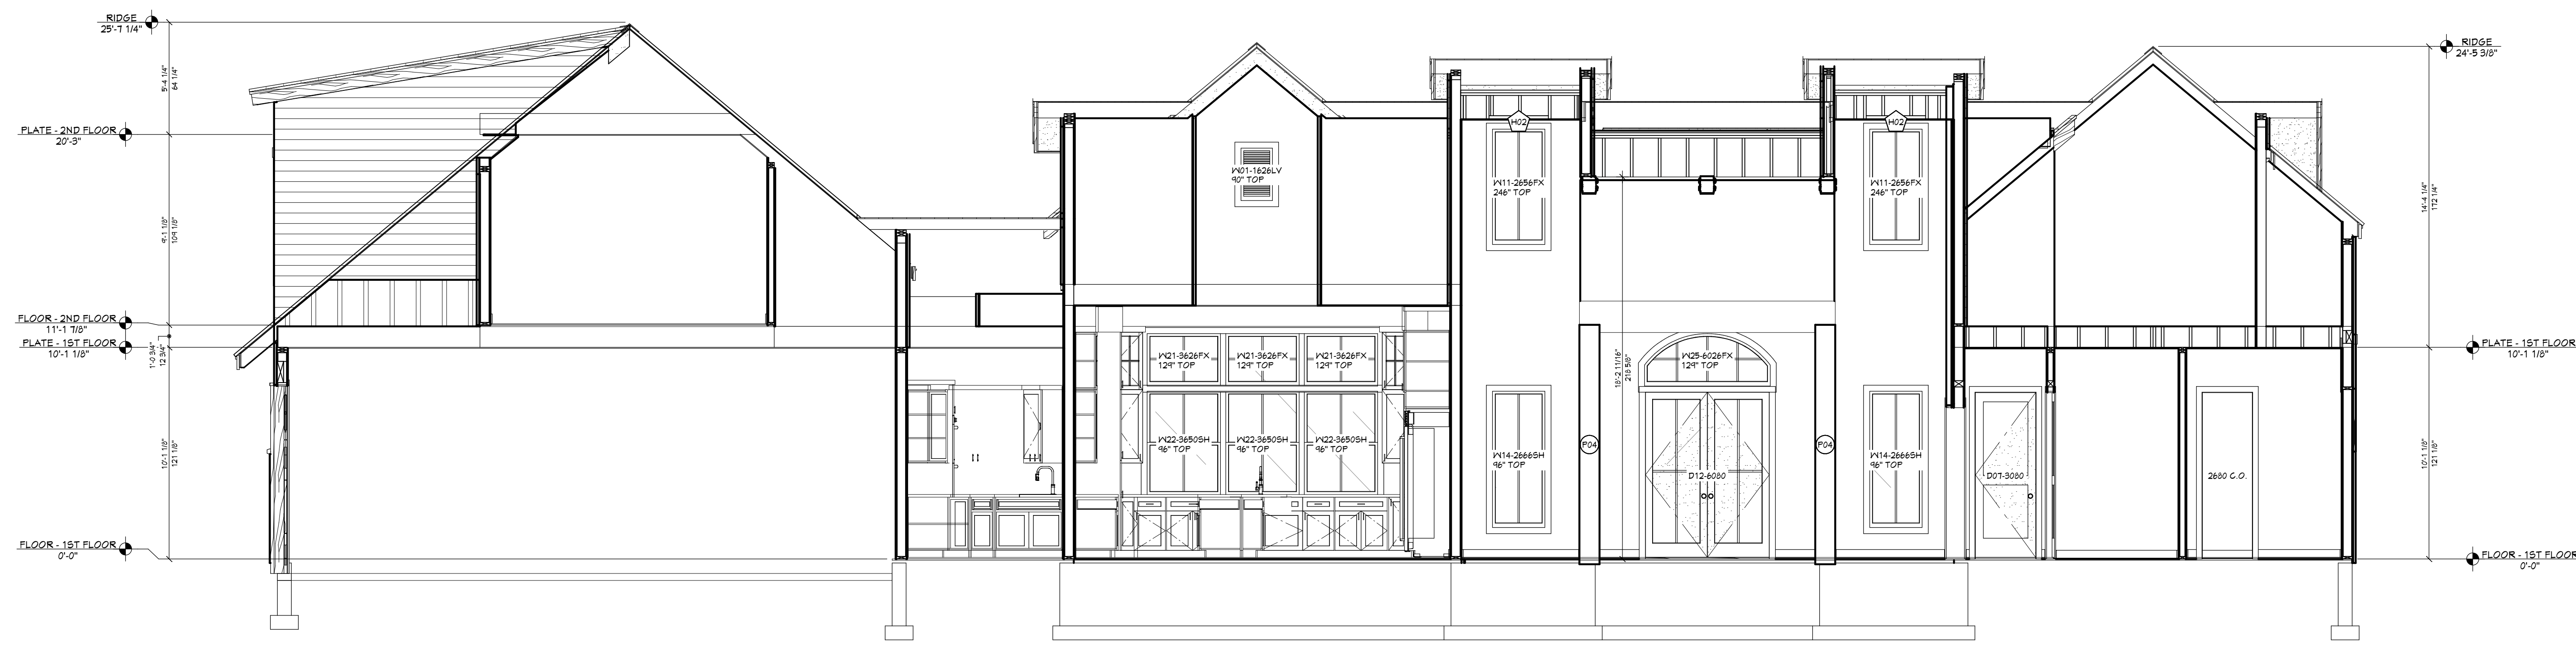 RIDGE
25'-7 1/4"
5'-4 1/4"
64 1/4"
PLATE - 2ND FLOOR
20'-3"
9'-1 1/8"
109 1/8"
FLOOR - 2ND FLOOR
11'-1 7/8"
PLATE - 1ST FLOOR
10'-1 1/8"
1'-0 3/4"
12 3/4"
10'-1 1/8"
121 1/8"
FLOOR - 1ST FLOOR
0'-0"
W01-1626LV
90" TOP
H02
W11-2656FX
246" TOP
H02
W11-2656FX
246" TOP
W21-3626FX
129" TOP
W21-3626FX
129" TOP
W21-3626FX
129" TOP
W22-3650SH
96" TOP
W22-3650SH
96" TOP
W22-3650SH
96" TOP
W14-2666SH
96" TOP
P04
18'-2 11/16"
218 5/8"
W25-6026FX
129" TOP
D12-6080
P04
W14-2666SH
96" TOP
D07-3080
2680 C.O.
RIDGE
24'-5 3/8"
14'-4 1/4"
172 1/4"
PLATE - 1ST FLOOR
10'-1 1/8"
10'-1 1/8"
121 1/8"
FLOOR - 1ST FLOOR
0'-0"